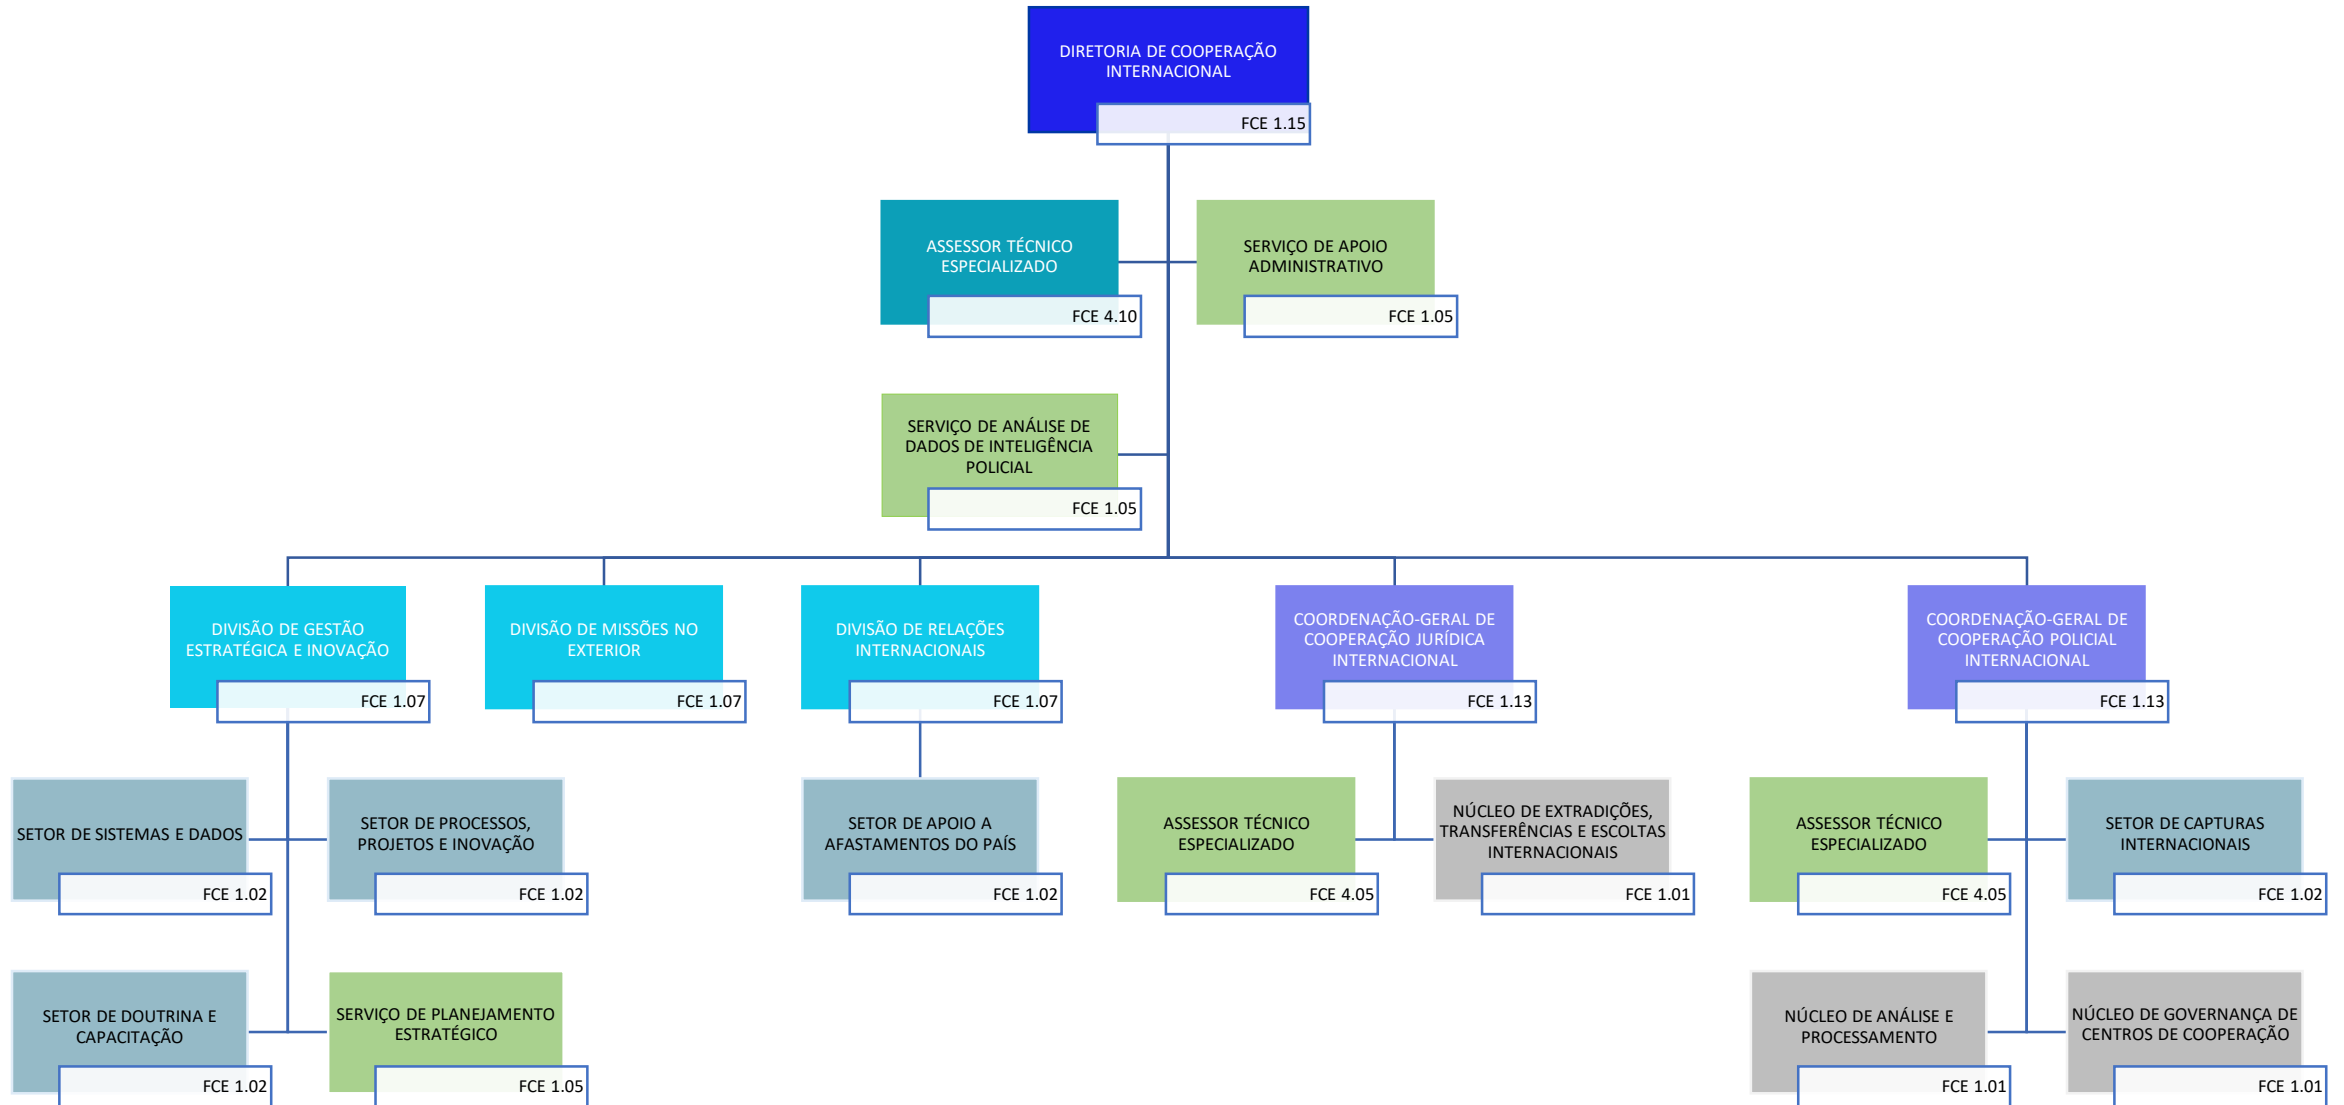 DIRETORIA DE COOPERAÇÃO
INTERNACIONAL
FCE 1.15
ASSESSOR TÉCNICO
ESPECIALIZADO
FCE 4.10
SERVIÇO DE APOIO
ADMINISTRATIVO
FCE 1.05
SERVIÇO DE ANÁLISE DE
DADOS DE INTELIGÊNCIA
POLICIAL
FCE 1.05
DIVISÃO DE GESTÃO
ESTRATÉGICA E INOVAÇÃO
FCE 1.07
DIVISÃO DE MISSÕES NO
EXTERIOR
FCE 1.07
DIVISÃO DE RELAÇÕES
INTERNACIONAIS
FCE 1.07
COORDENAÇÃO-GERAL DE
COOPERAÇÃO JURÍDICA
INTERNACIONAL
FCE 1.13
COORDENAÇÃO-GERAL DE
COOPERAÇÃO POLICIAL
INTERNACIONAL
FCE 1.13
SETOR DE SISTEMAS E DADOS
FCE 1.02
SETOR DE PROCESSOS,
PROJETOS E INOVAÇÃO
FCE 1.02
SETOR DE APOIO A
AFASTAMENTOS DO PAÍS
FCE 1.02
ASSESSOR TÉCNICO
ESPECIALIZADO
FCE 4.05
NÚCLEO DE EXTRADIÇÕES,
TRANSFERÊNCIAS E ESCOLTAS
INTERNACIONAIS
FCE 1.01
ASSESSOR TÉCNICO
ESPECIALIZADO
FCE 4.05
SETOR DE CAPTURAS
INTERNACIONAIS
FCE 1.02
SETOR DE DOUTRINA E
CAPACITAÇÃO
FCE 1.02
SERVIÇO DE PLANEJAMENTO
ESTRATÉGICO
FCE 1.05
NÚCLEO DE ANÁLISE E
PROCESSAMENTO
FCE 1.01
NÚCLEO DE GOVERNANÇA DE
CENTROS DE COOPERAÇÃO
FCE 1.01